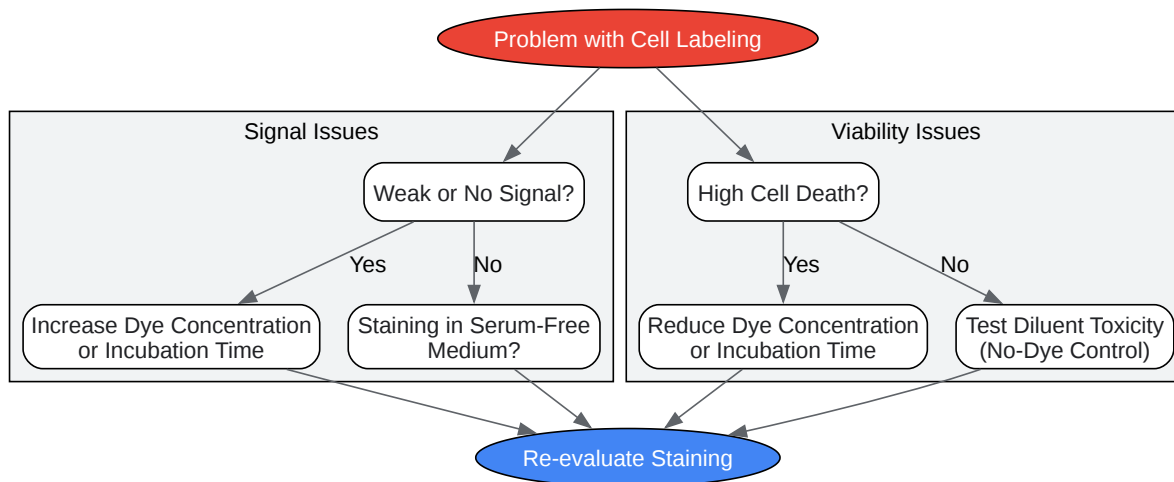 Problem with Cell Labeling
Signal Issues
Viability Issues
Weak or No Signal?
High Cell Death?
Yes
No
Yes
No
Increase Dye Concentration
or Incubation Time
Staining in Serum-Free
Medium?
Reduce Dye Concentration
or Incubation Time
Test Diluent Toxicity
(No-Dye Control)
Re-evaluate Staining